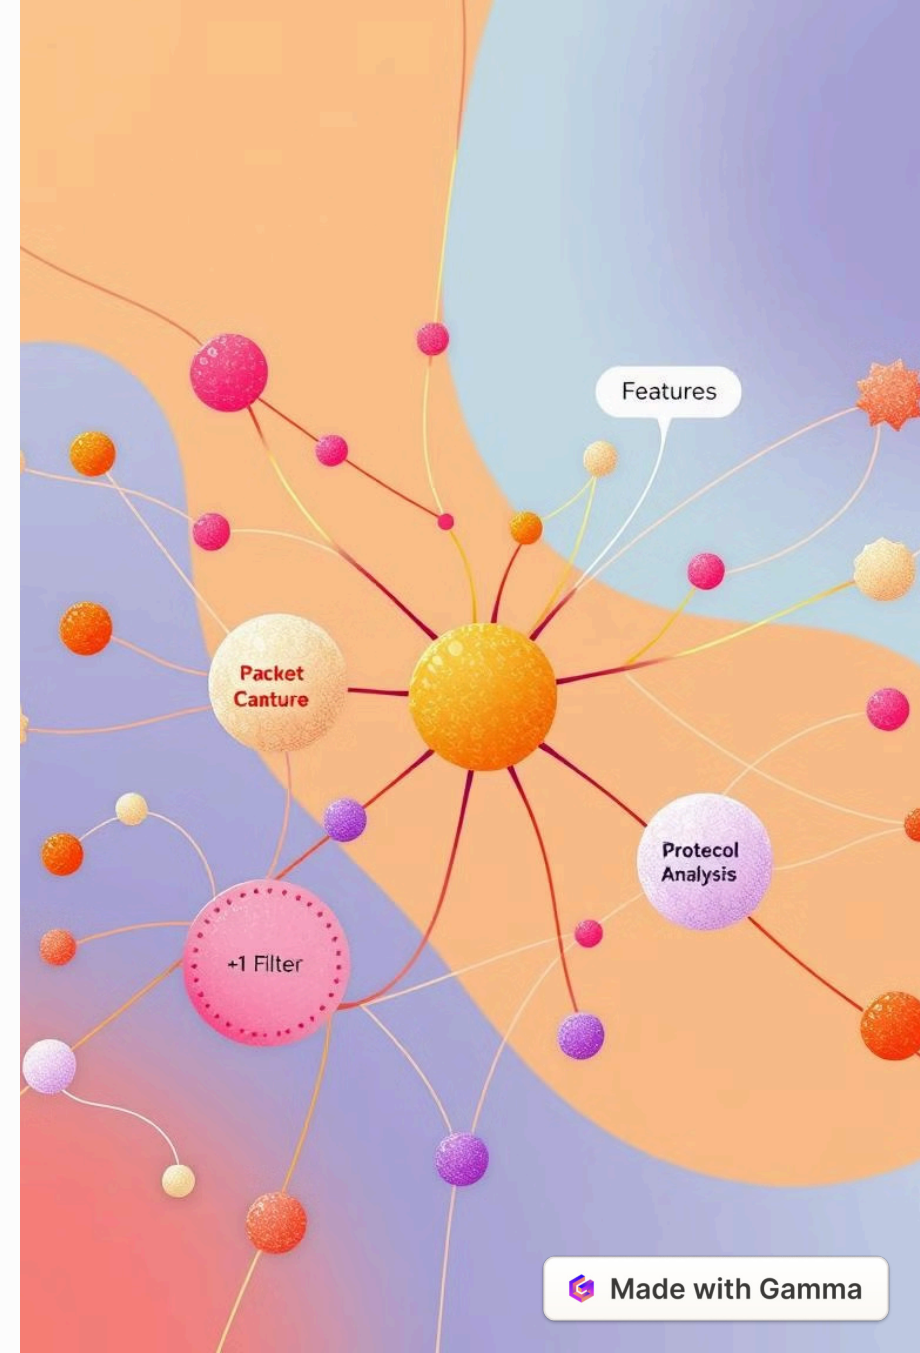 Features
Packet
Canture
Protecol
Analysis
+1 Filter
Made with Gamma